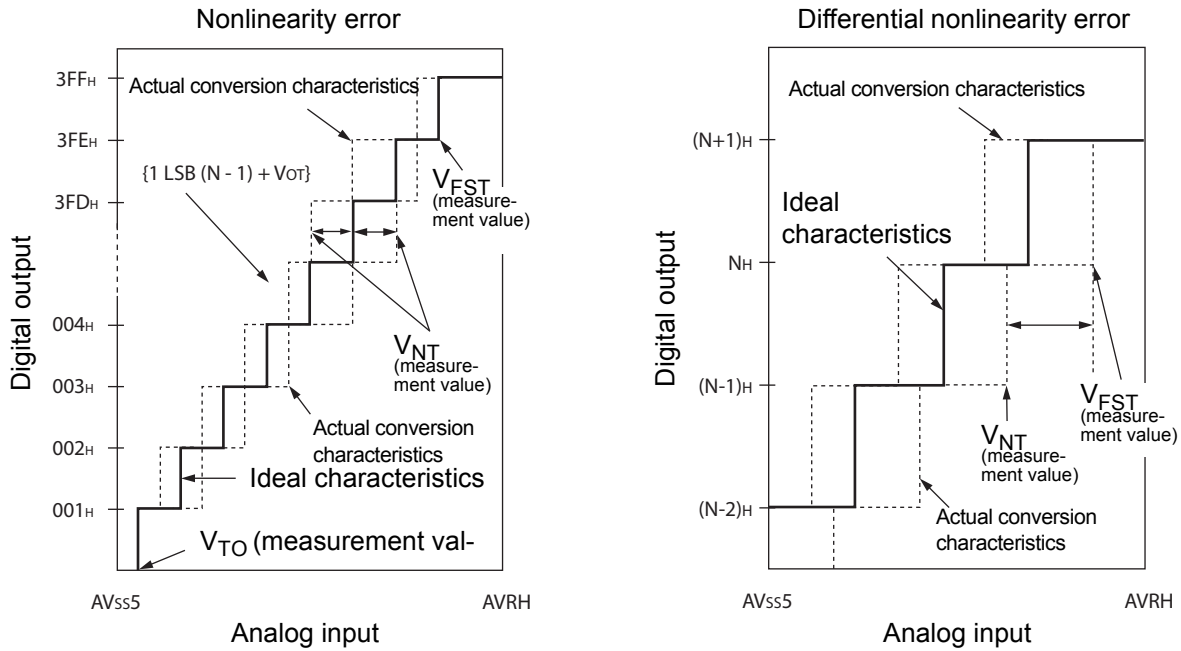 Nonlinearity error
3FFH
3FEH
3FDH
004H
003H
002H
001H
Digital output
Actual conversion characteristics
{1 LSB (N - 1) + VOT}
VFST
(measure-
ment value)
VNT
(measure-
ment value)
Actual conversion
characteristics
Ideal characteristics
VTO (measurement val-
AVSS5
AVRH
Analog input
Differential nonlinearity error
(N+1)H
NH
(N-1)H
(N-2)H
Digital output
Actual conversion characteristics
Ideal
characteristics
VFST
(measure-
ment value)
VNT
(measure-
ment value)
Actual conversion
characteristics
AVSS5
AVRH
Analog input